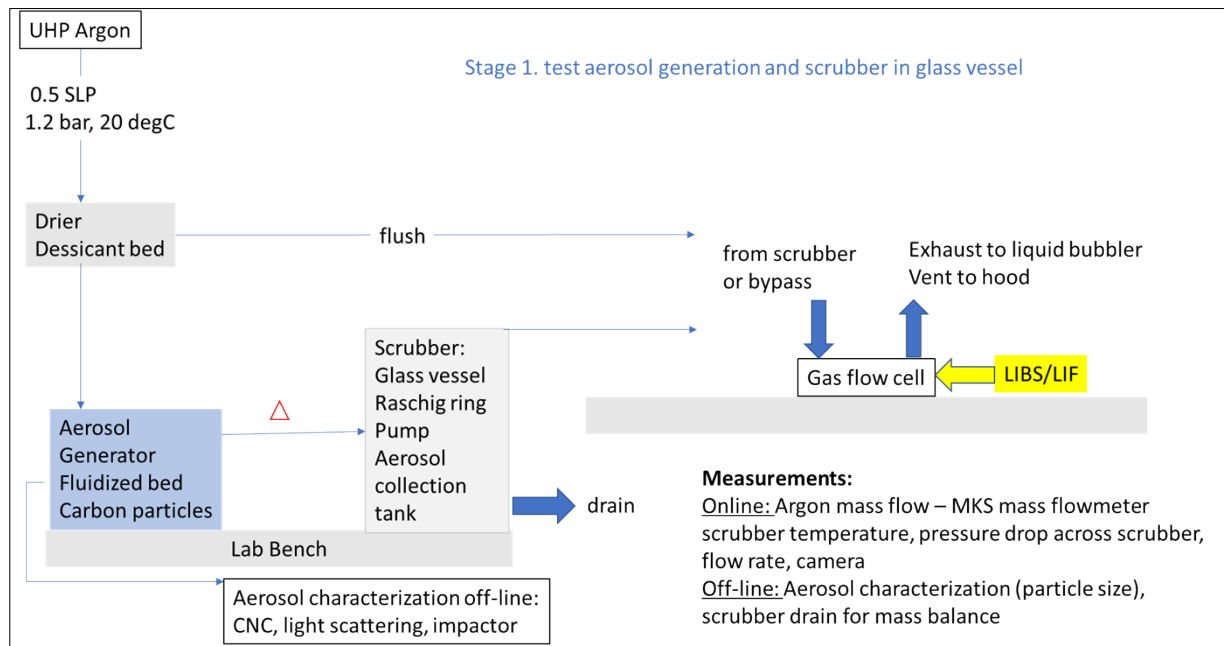 UHP Argon
Stage 1. test aerosol generation and scrubber in glass vessel
0.5 SLP
1.2 bar, 20 degC
Drier
Dessicant bed
flush
from scrubber
or bypass
Exhaust to liquid bubbler
Vent to hood
Scrubber:
Glass vessel
Raschig ring
Pump
Aerosol
collection
tank
Gas flow cell
LIBS/LIF
Aerosol
Generator
Fluidized bed
Carbon particles
drain
Lab Bench
Measurements:
Online: Argon mass flow – MKS mass flowmeter
scrubber temperature, pressure drop across scrubber,
flow rate, camera
Off-line: Aerosol characterization (particle size),
scrubber drain for mass balance
Aerosol characterization off-line:
CNC, light scattering, impactor